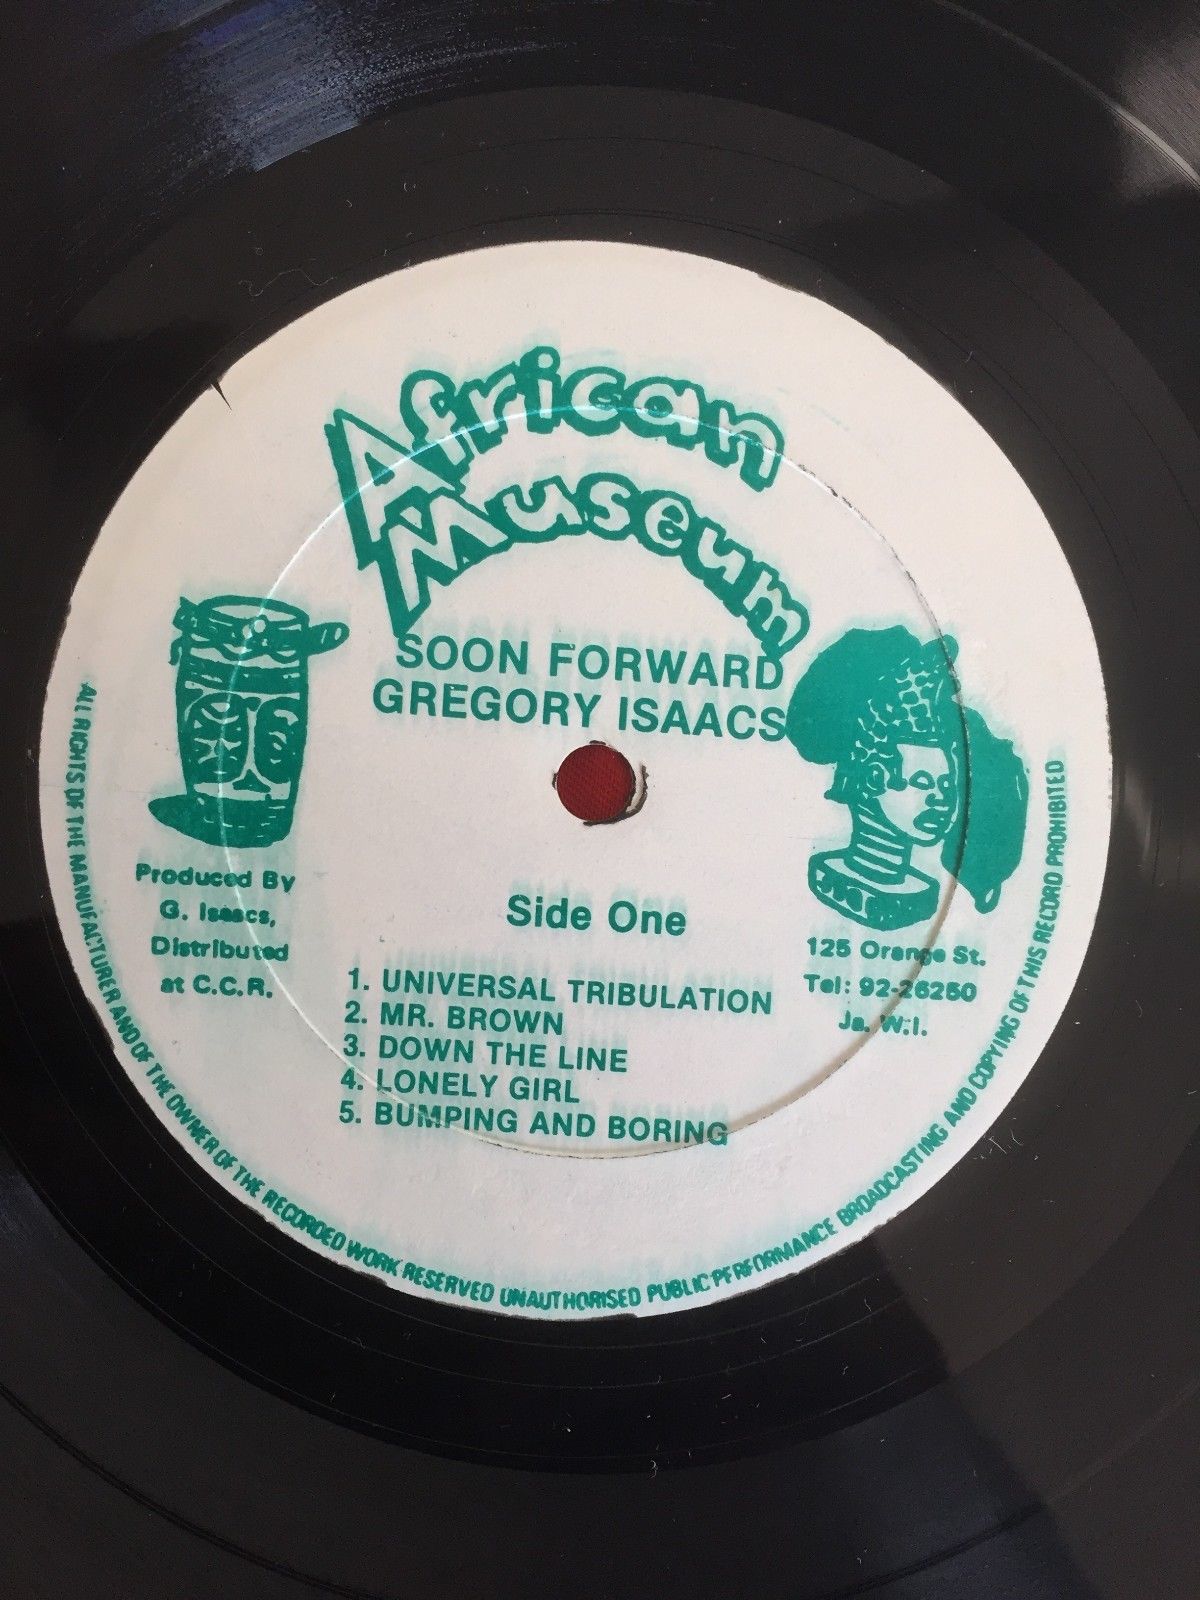 African
Museum
SOON FORWARD
GREGORY ISAACS
Produced By
G. Isaacs,
Distributed
at C.C.R.
Side One
125 Orange St.
Tel: 92-26250
Ja. W.I.
1. UNIVERSAL TRIBULATION
2. MR. BROWN
3. DOWN THE LINE
4. LONELY GIRL
5. BUMPING AND BORING
ALL RIGHTS OF THE MANUFACTURER AND OF THE OWNER OF THE RECORDED WORK RESERVED UNAUTHORISED PUBLIC PERFORMANCE BROADCASTING AND COPYING OF THIS RECORD PROHIBITED